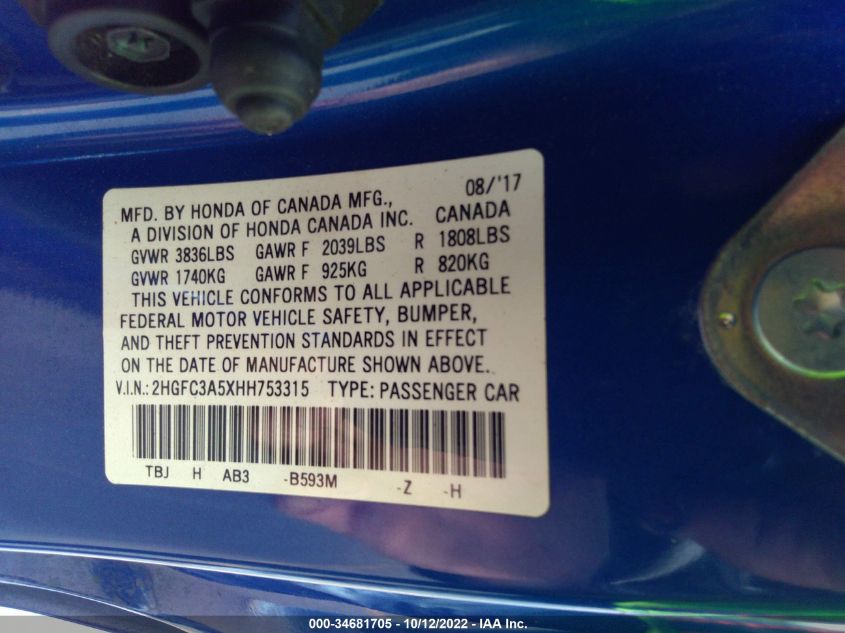 08/'17
MFD. BY HONDA OF CANADA MFG.,
A DIVISION OF HONDA CANADA INC. CANADA
GVWR 3836LBS GAWR F 2039LBS R 1808LBS
GVWR 1740KG GAWR F 925KG R 820KG
THIS VEHICLE CONFORMS TO ALL APPLICABLE
FEDERAL MOTOR VEHICLE SAFETY, BUMPER,
AND THEFT PREVENTION STANDARDS IN EFFECT
ON THE DATE OF MANUFACTURE SHOWN ABOVE.
V.I.N.: 2HGFC3A5XHH753315 TYPE: PASSENGER CAR
TBJ H AB3 -B593M -Z -H
000-34681705 - 10/12/2022 - IAA Inc.